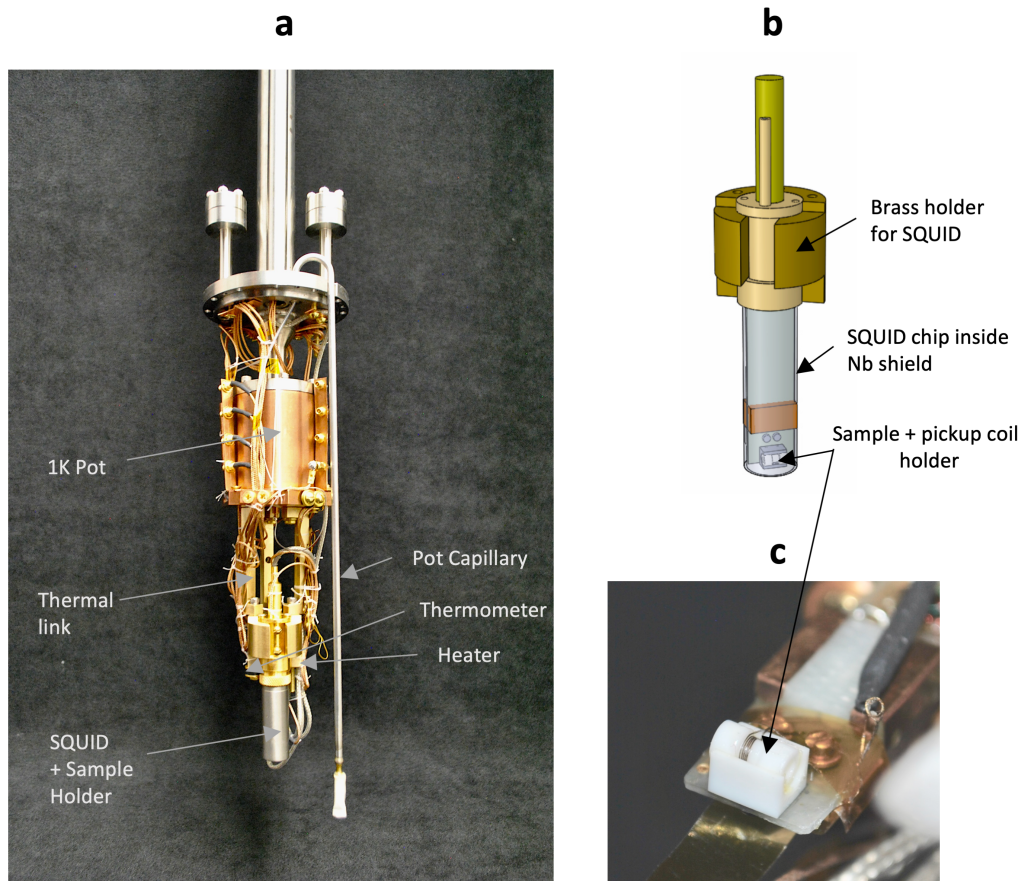 a
b
c
1K Pot
Thermal
link
SQUID
+ Sample
Holder
Pot Capillary
Thermometer
Heater
Brass holder
for SQUID
SQUID chip inside
Nb shield
Sample + pickup coil
holder